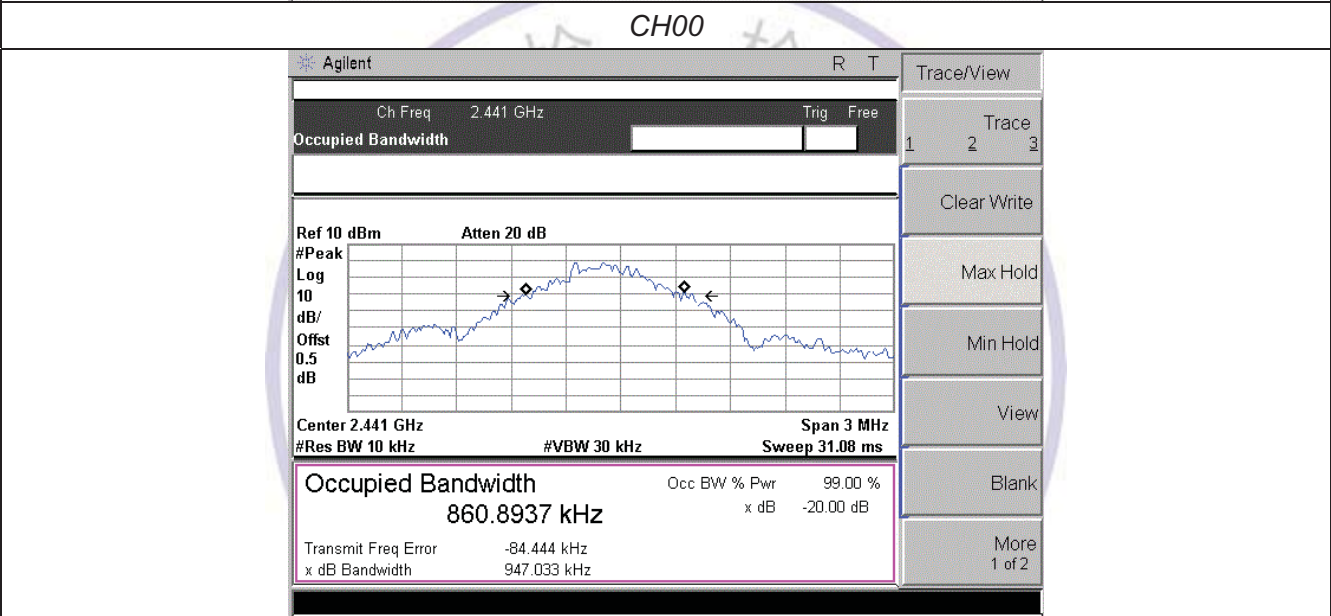 CH00
Agilent R T
Trace/View
Ch Freq 2.441 GHz Trig Free
Occupied Bandwidth
Trace
1 2 3
Clear Write
Max Hold
Min Hold
View
Blank
More
1 of 2
Ref 10 dBm Atten 20 dB
#Peak
Log
10
dB/
Offst
0.5
dB
Center 2.441 GHz Span 3 MHz
#Res BW 10 kHz #VBW 30 kHz Sweep 31.08 ms
Occupied Bandwidth Occ BW % Pwr 99.00 %
860.8937 kHz x dB -20.00 dB
Transmit Freq Error -84.444 kHz
x dB Bandwidth 947.033 kHz